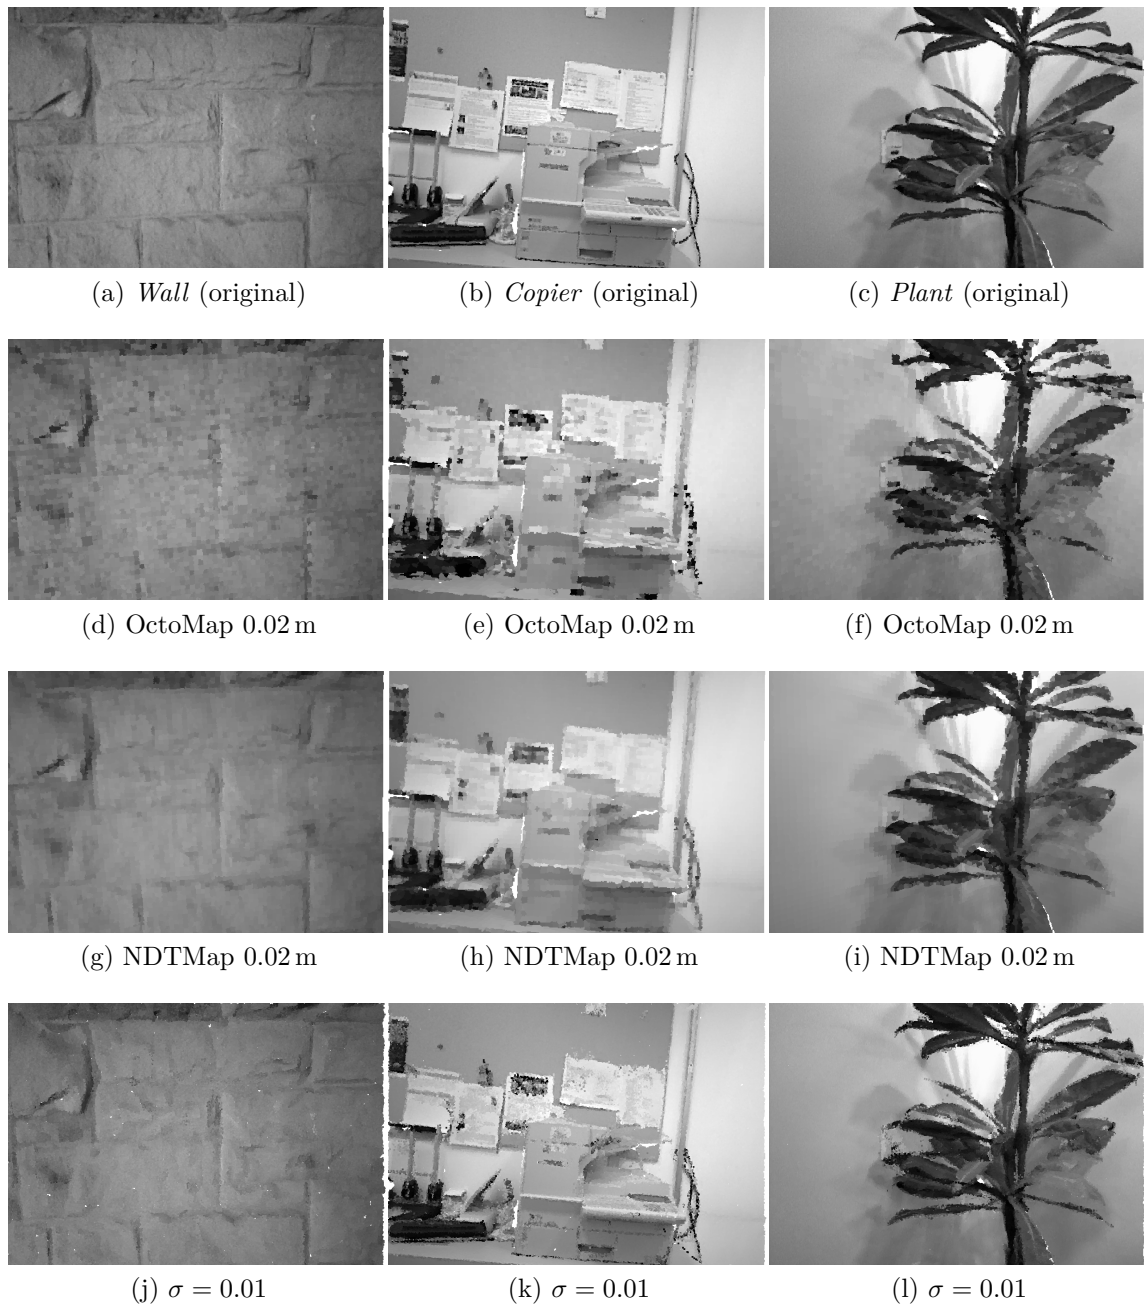 (a) Wall (original)
(b) Copier (original)
(c) Plant (original)
(d) OctoMap 0.02 m
(e) OctoMap 0.02 m
(f) OctoMap 0.02 m
(g) NDTMap 0.02 m
(h) NDTMap 0.02 m
(i) NDTMap 0.02 m
(j) σ = 0.01
(k) σ = 0.01
(l) σ = 0.01